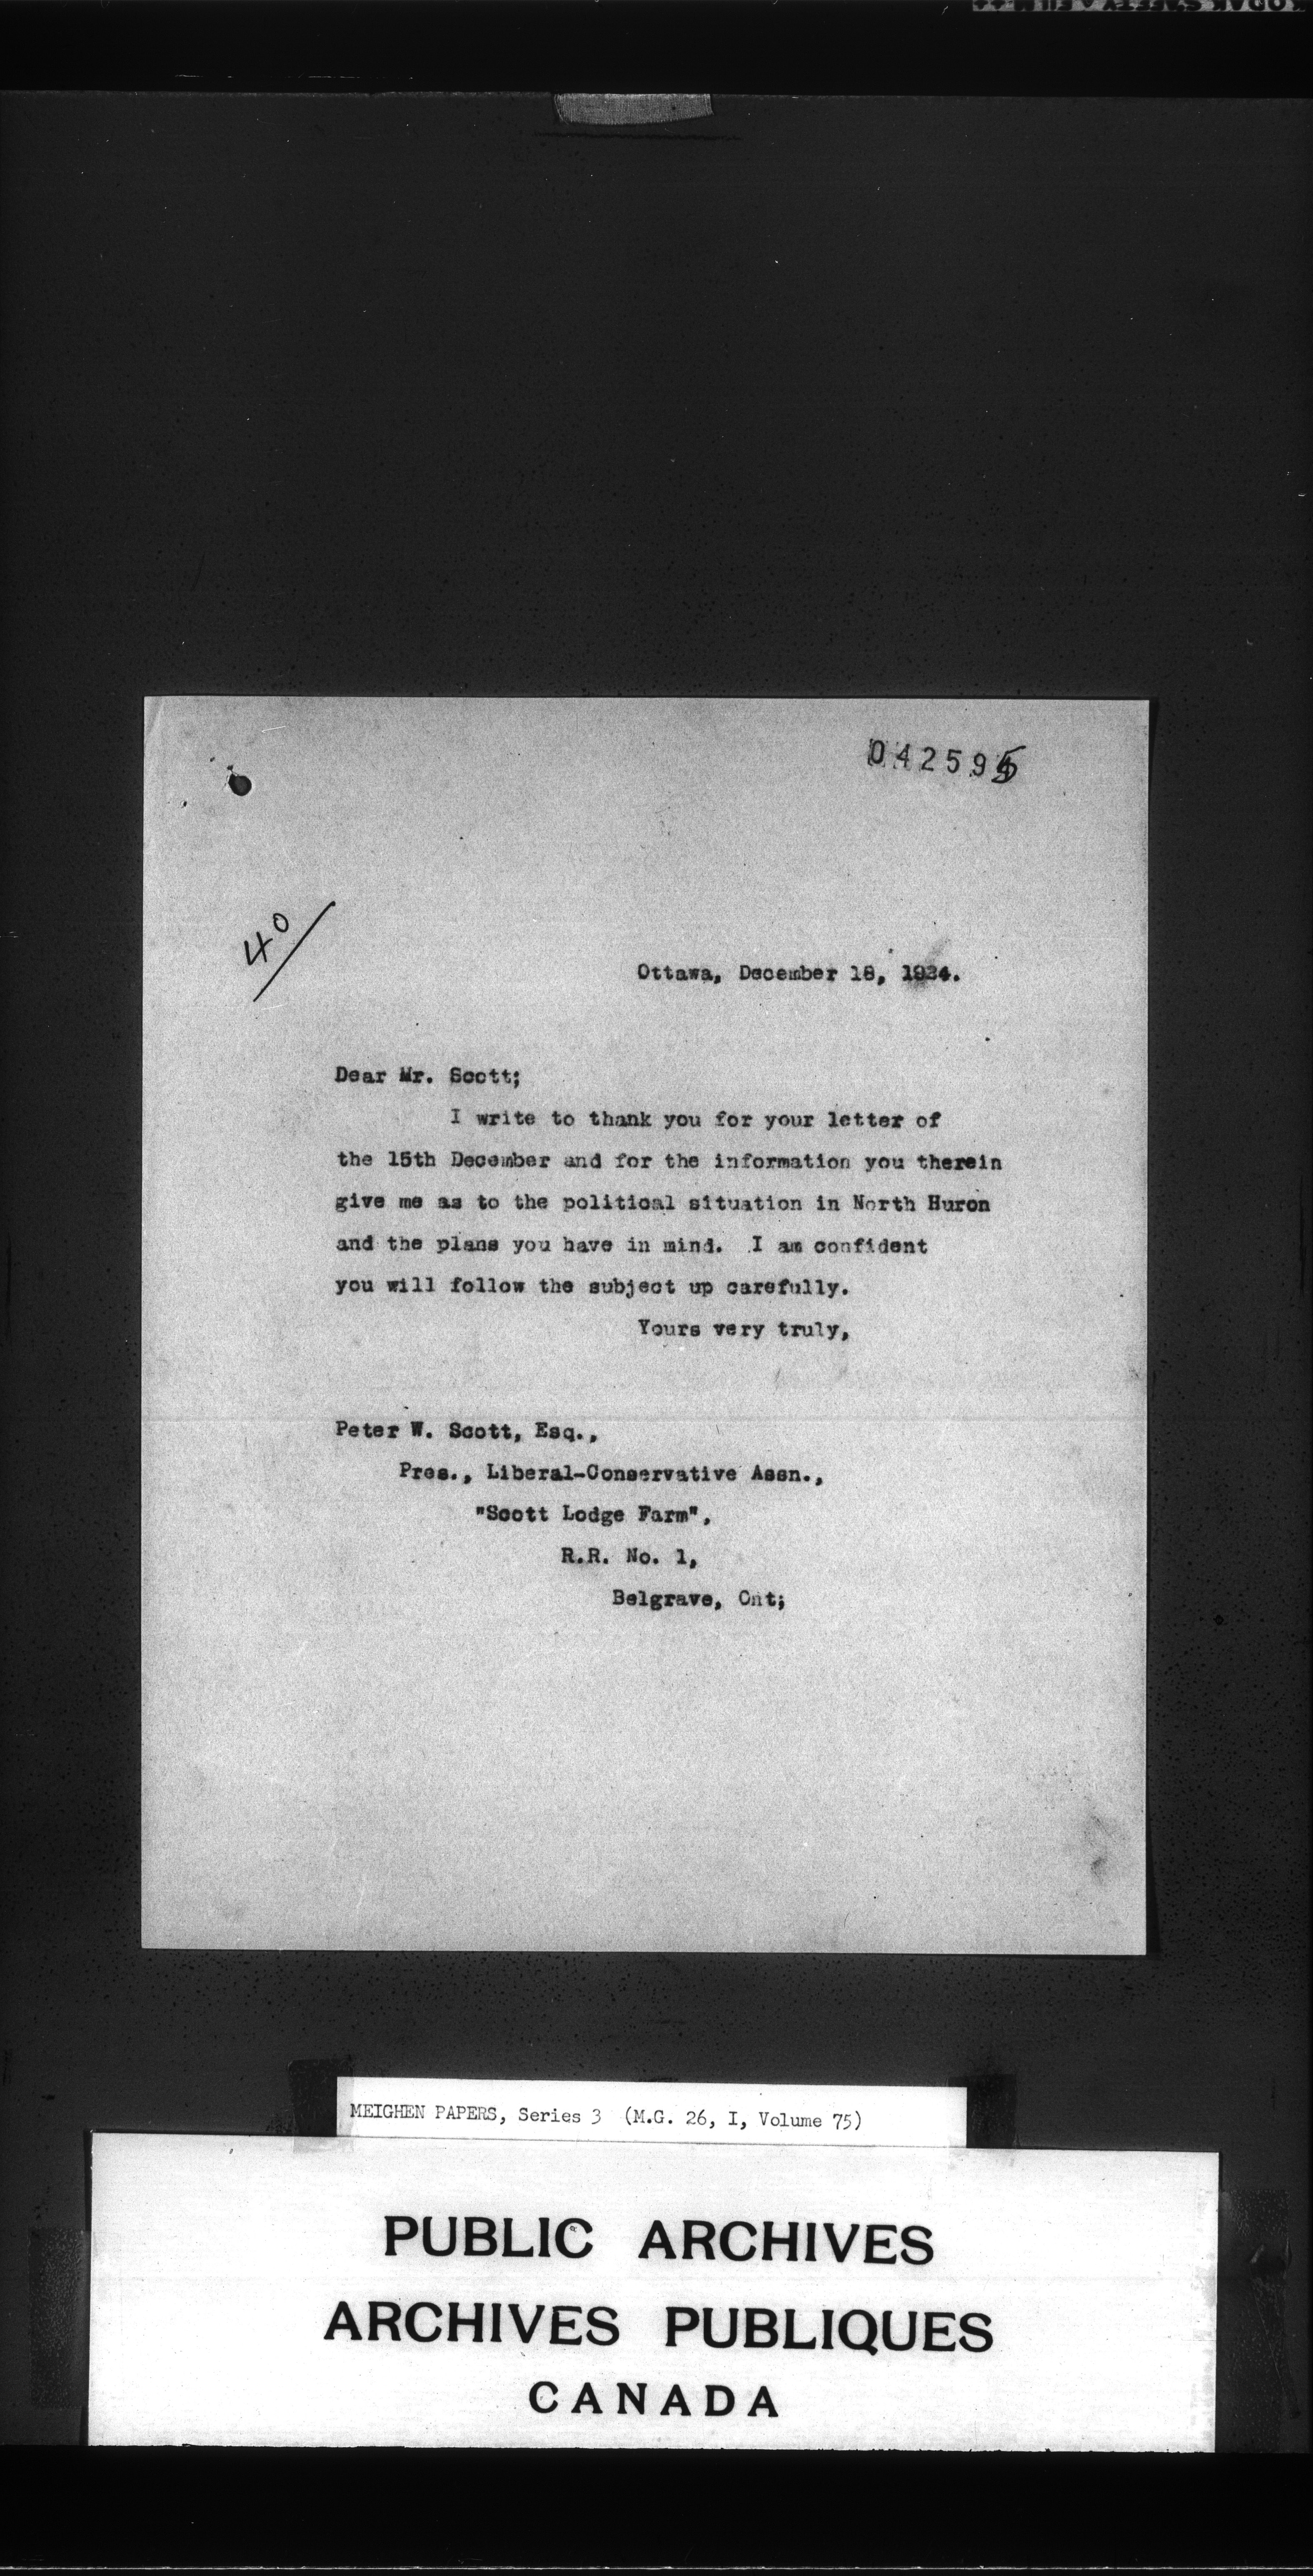 042595
40
Ottawa, December 18, 1924.
Dear Mr. Scott;
I write to thank you for your letter of
the 15th December and for the information you therein
give me as to the political situation in North Huron
and the plans you have in mind. I am confident
you will follow the subject up carefully.
Yours very truly,
Peter W. Scott, Esq.,
Pres., Liberal-Conservative Assn.,
"Scott Lodge Farm",
R.R. No. 1,
Belgrave, Ont;
MEIGHEN PAPERS, Series 3 (M.G. 26, I, Volume 75)
PUBLIC ARCHIVES
ARCHIVES PUBLIQUES
CANADA